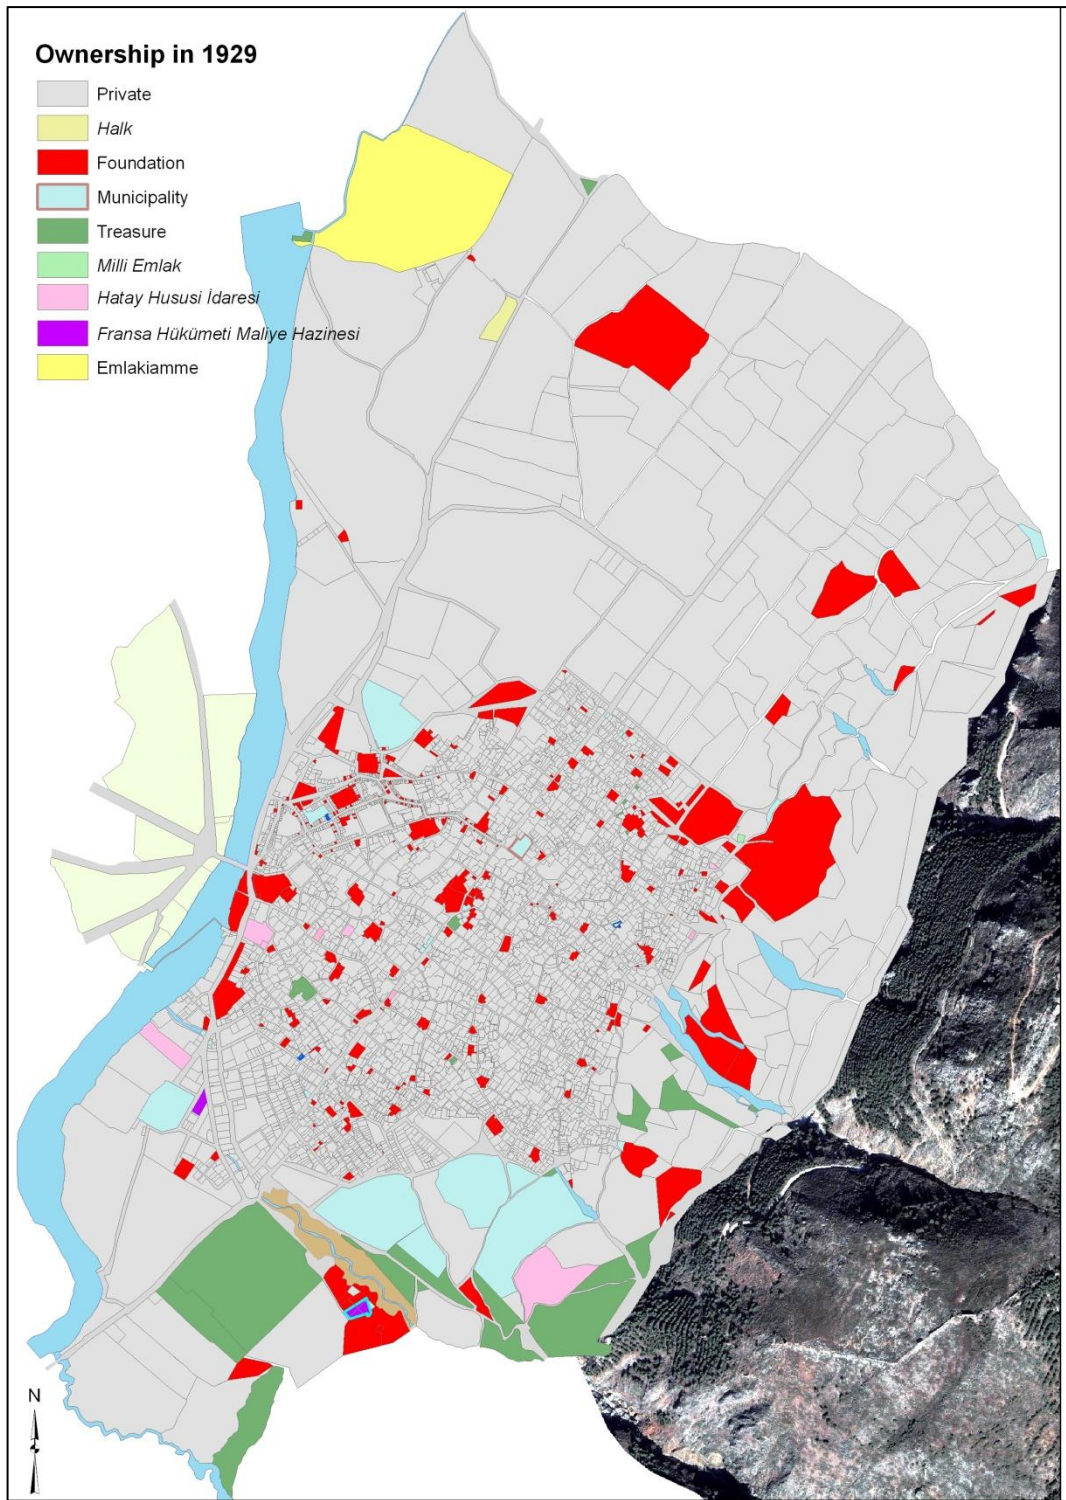 Ownership in 1929
Private
Halk
Foundation
Municipality
Treasure
Milli Emlak
Hatay Hususi İdaresi
Fransa Hükümeti Maliye Hazinesi
Emlakiamme
N